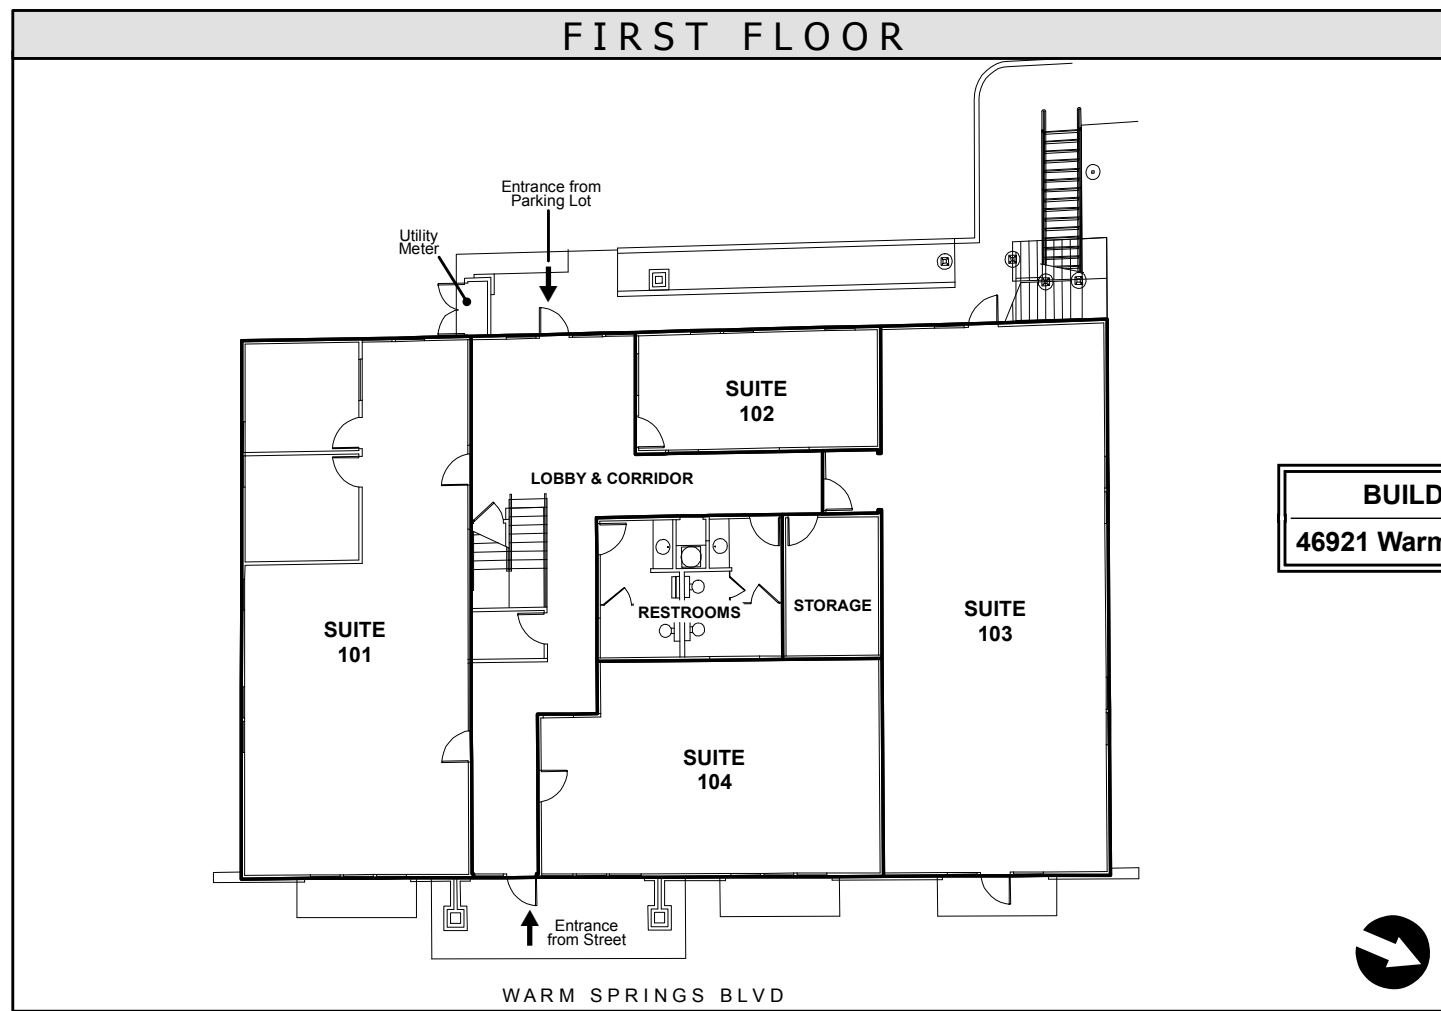 FIRST FLOOR
Entrance from
Parking Lot
Utility
Meter
SUITE
102
LOBBY & CORRIDOR
BUILD
46921 Warm
RESTROOMS
STORAGE
SUITE
101
SUITE
103
SUITE
104
Entrance
from Street
WARM SPRINGS BLVD